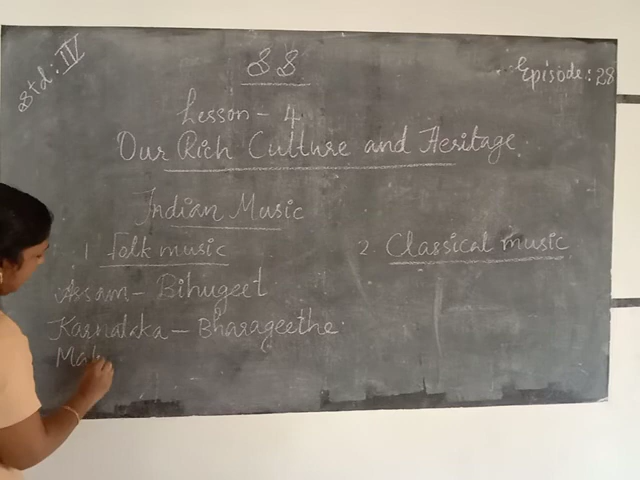 Std: IV
SS
Episode: 28
Lesson - 4
Our Rich Culture and Heritage
Indian Music
1 folk music
2. Classical music
Assam - Bihugeet
Karnataka - Bharageethe.
Mah